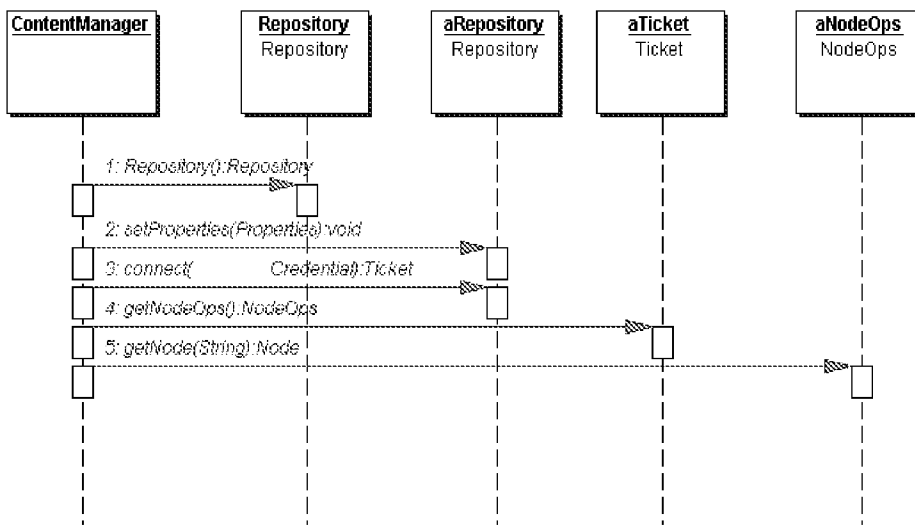 ContentManager
Repository
Repository
aRepository
Repository
aTicket
Ticket
aNodeOps
NodeOps
1: Repository():Repository
2: setProperties(Properties):void
3: connect( Credential):Ticket
4: getNodeOps():NodeOps
5: getNode(String):Node